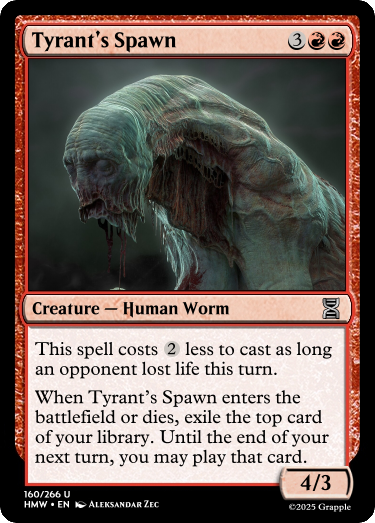 Tyrant's Spawn 3
Creature — Human Worm
This spell costs 2 less to cast as long
an opponent lost life this turn.
When Tyrant's Spawn enters the
battlefield or dies, exile the top card
of your library. Until the end of your
next turn, you may play that card.
4/3
160/266 U
HMW • EN Aleksandar Zec
©2025 Grapple